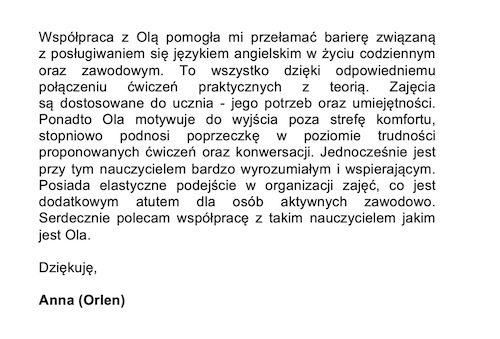 Współpraca z Olą pomogła mi przełamać barierę związaną
z posługiwaniem się językiem angielskim w życiu codziennym
oraz zawodowym. To wszystko dzięki odpowiedniemu
połączeniu ćwiczeń praktycznych z teorią. Zajęcia
są dostosowane do ucznia - jego potrzeb oraz umiejętności.
Ponadto Ola motywuje do wyjścia poza strefę komfortu,
stopniowo podnosi poprzeczkę w poziomie trudności
proponowanych ćwiczeń oraz konwersacji. Jednocześnie jest
przy tym nauczycielem bardzo wyrozumiałym i wspierającym.
Posiada elastyczne podejście w organizacji zajęć, co jest
dodatkowym atutem dla osób aktywnych zawodowo.
Serdecznie polecam współpracę z takim nauczycielem jakim
jest Ola.
Dziękuję,
Anna (Orlen)